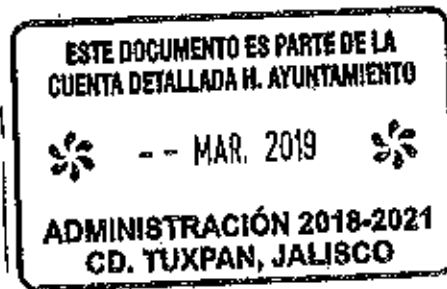 ESTE DOCUMENTO ES PARTE DE LA
CUENTA DETALLADA H. AYUNTAMIENTO
-- MAR. 2019
ADMINISTRACIÓN 2018-2021
CD. TUXPAN, JALISCO